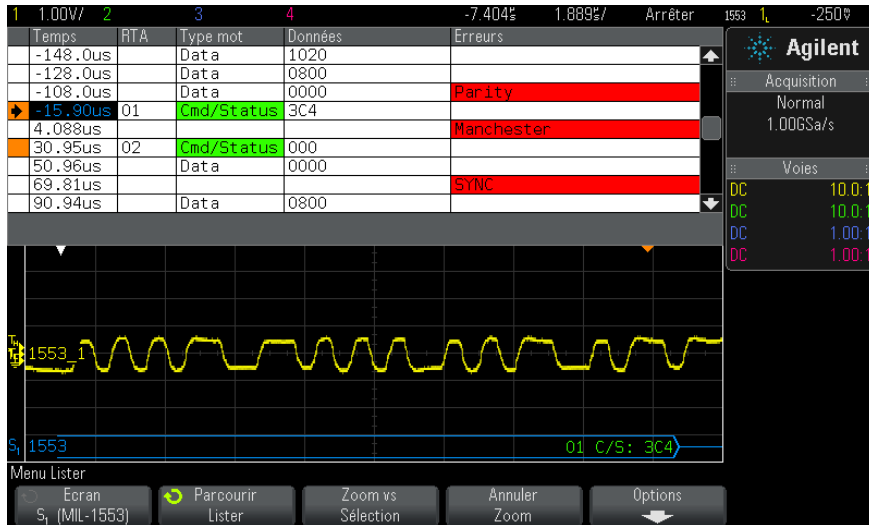 1 1.00V/ 2 3 4 -7.404 1.889 / Arrêter 1553 1 -250
Temps RTA Type mot Données Erreurs
-148.0us Data 1020
-128.0us Data 0800
-108.0us Data 0000 Parity
-15.90us 01 Cmd/Status 3C4
4.088us Manchester
30.95us 02 Cmd/Status 000
50.96us Data 0000
69.81us SYNC
90.94us Data 0800
Agilent
Acquisition
Normal
1.00GSa/s
Voies
DC 10.0:1
DC 10.0:1
DC 1.00:1
DC 1.00:1
1553_1
S1 1553 01 C/S: 3C4
Menu Lister
Ecran
S1 (MIL-1553)
Parcourir
Lister
Zoom vs
Sélection
Annuler
Zoom
Options